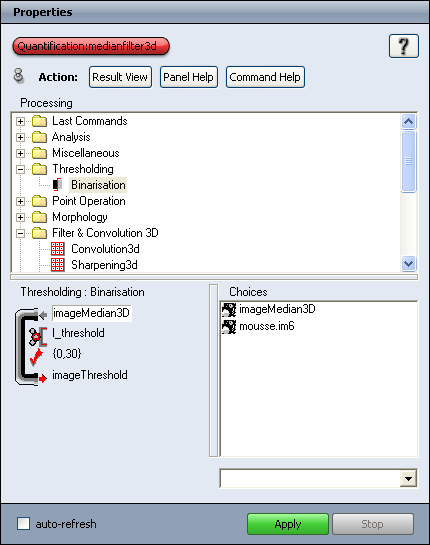 Properties
Quantification:medianfilter3d
?
Action: Result View Panel Help Command Help
Processing
Last Commands
Analysis
Miscellaneous
Thresholding
Binarisation
Point Operation
Morphology
Filter & Convolution 3D
Convolution3d
Sharpening3d
Thresholding : Binarisation
imageMedian3D
I_threshold
{0,30}
imageThreshold
Choices
imageMedian3D
mousse.im6
auto-refresh
Apply
Stop